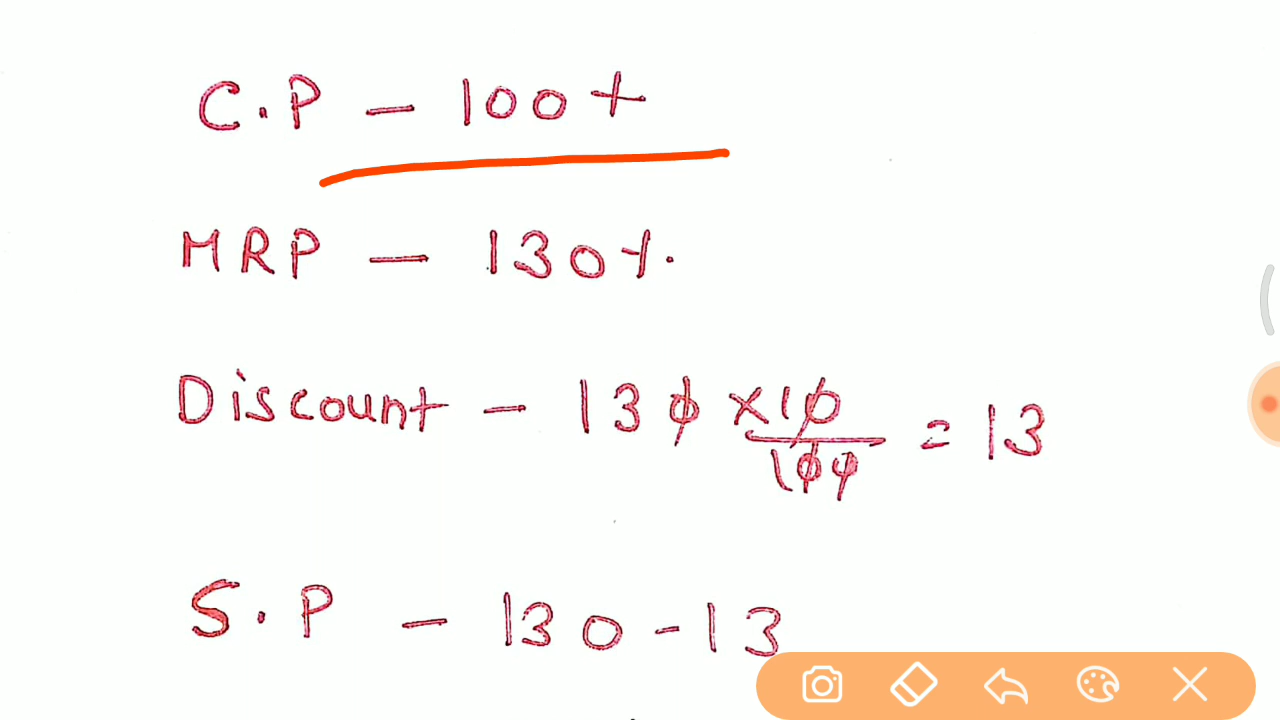 C.P - 100%
MRP - 130%.
Discount - 130 × 10/100 = 13
S.P - 130 - 13